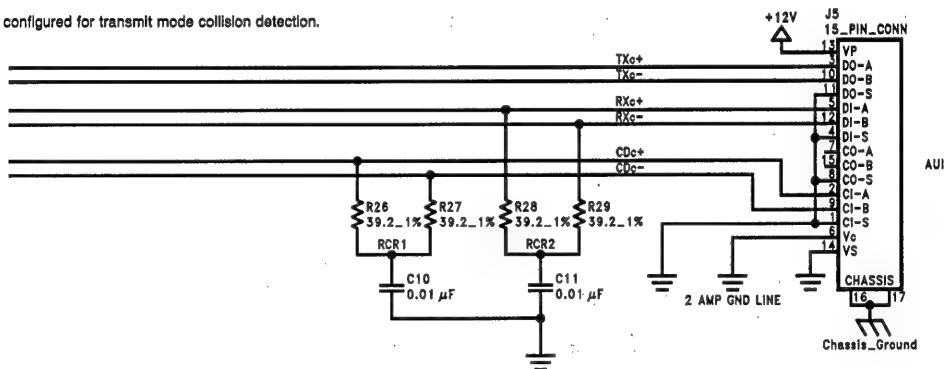 configured for transmit mode collision detection.
+12V
J5
15_PIN_CONN
13 VP
TXc+ 3 DO-A
TXc- 10 DO-B
11 DO-S
RXc+ 5 DI-A
RXc- 12 DI-B
4 DI-S
7 CO-A
15 CO-B
8 CO-S
CDc+ 2 CI-A
CDc- 9 CI-B
1 CI-S
6 Vc
14 VS
AUI
R26
39.2_1%
R27
39.2_1%
R28
39.2_1%
R29
39.2_1%
RCR1
RCR2
C10
0.01 µF
C11
0.01 µF
2 AMP GND LINE
CHASSIS
16 17
Chassis_Ground